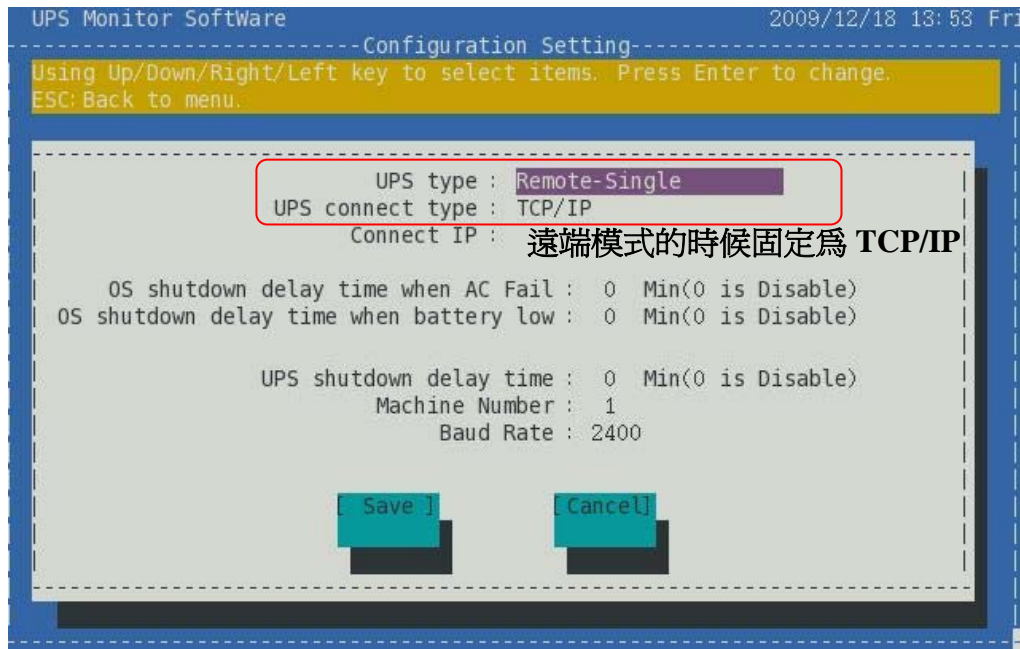 UPS Monitor SoftWare 2009/12/18 13:53 Fri
Configuration Setting
Using Up/Down/Right/Left key to select items. Press Enter to change.
ESC:Back to menu.
UPS type : Remote-Single
UPS connect type : TCP/IP
Connect IP :
遠端模式的時候固定爲 TCP/IP
OS shutdown delay time when AC Fail : 0 Min(0 is Disable)
OS shutdown delay time when battery low : 0 Min(0 is Disable)
UPS shutdown delay time : 0 Min(0 is Disable)
Machine Number : 1
Baud Rate : 2400
[ Save ] [Cancel]